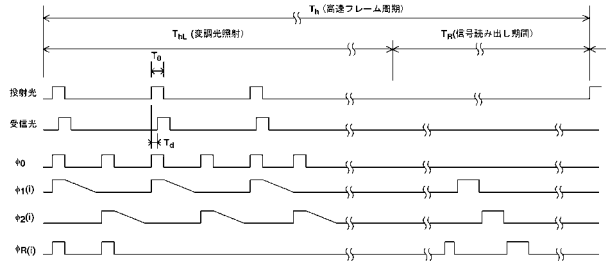 Th (高速フレーム周期)
ThL (変調光照射)
TR(信号読み出し期間)
T0
投射光
受信光
Td
φ0
φ1(i)
φ2(i)
φR(i)